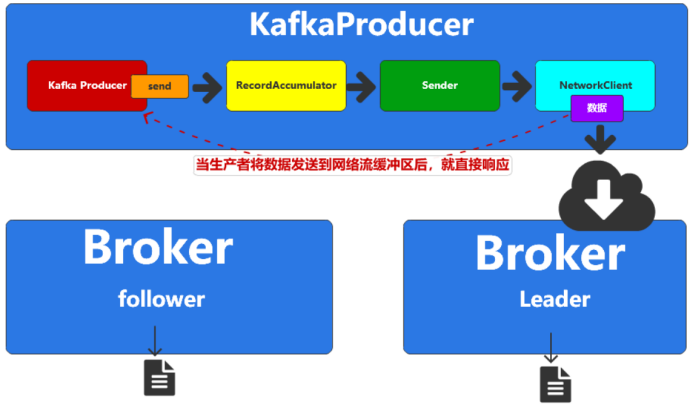 KafkaProducer
Kafka Producer
send
RecordAccumulator
Sender
NetworkClient
数据
当生产者将数据发送到网络流缓冲区后，就直接响应
Broker
follower
Broker
Leader